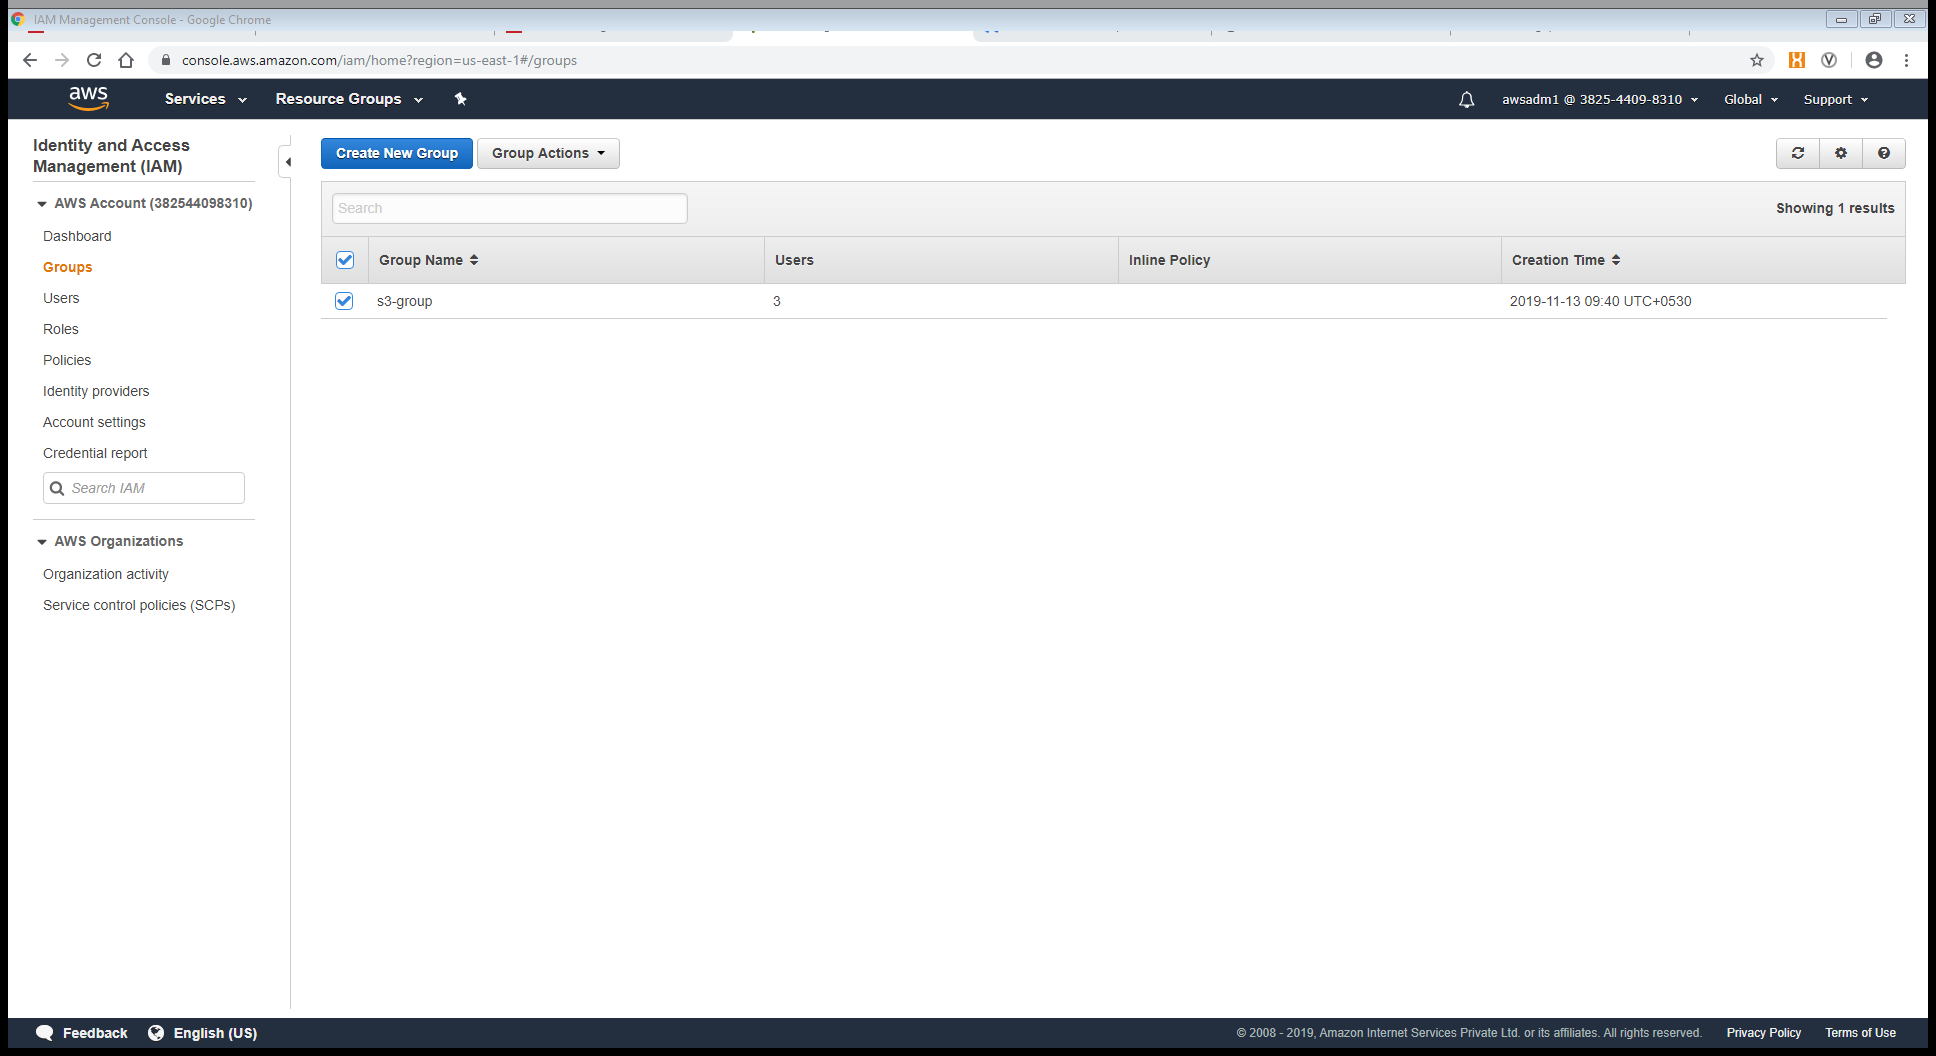 IAM Management Console - Google Chrome
console.aws.amazon.com/iam/home?region=us-east-1#/groups
aws Services Resource Groups awsadm1 @ 3825-4409-8310 Global Support
Identity and Access
Management (IAM)
AWS Account (382544098310)
Dashboard
Groups
Users
Roles
Policies
Identity providers
Account settings
Credential report
Search IAM
AWS Organizations
Organization activity
Service control policies (SCPs)
Create New Group Group Actions
Search Showing 1 results
Group Name Users Inline Policy Creation Time
s3-group 3 2019-11-13 09:40 UTC+0530
Feedback English (US) © 2008 - 2019, Amazon Internet Services Private Ltd. or its affiliates. All rights reserved. Privacy Policy Terms of Use